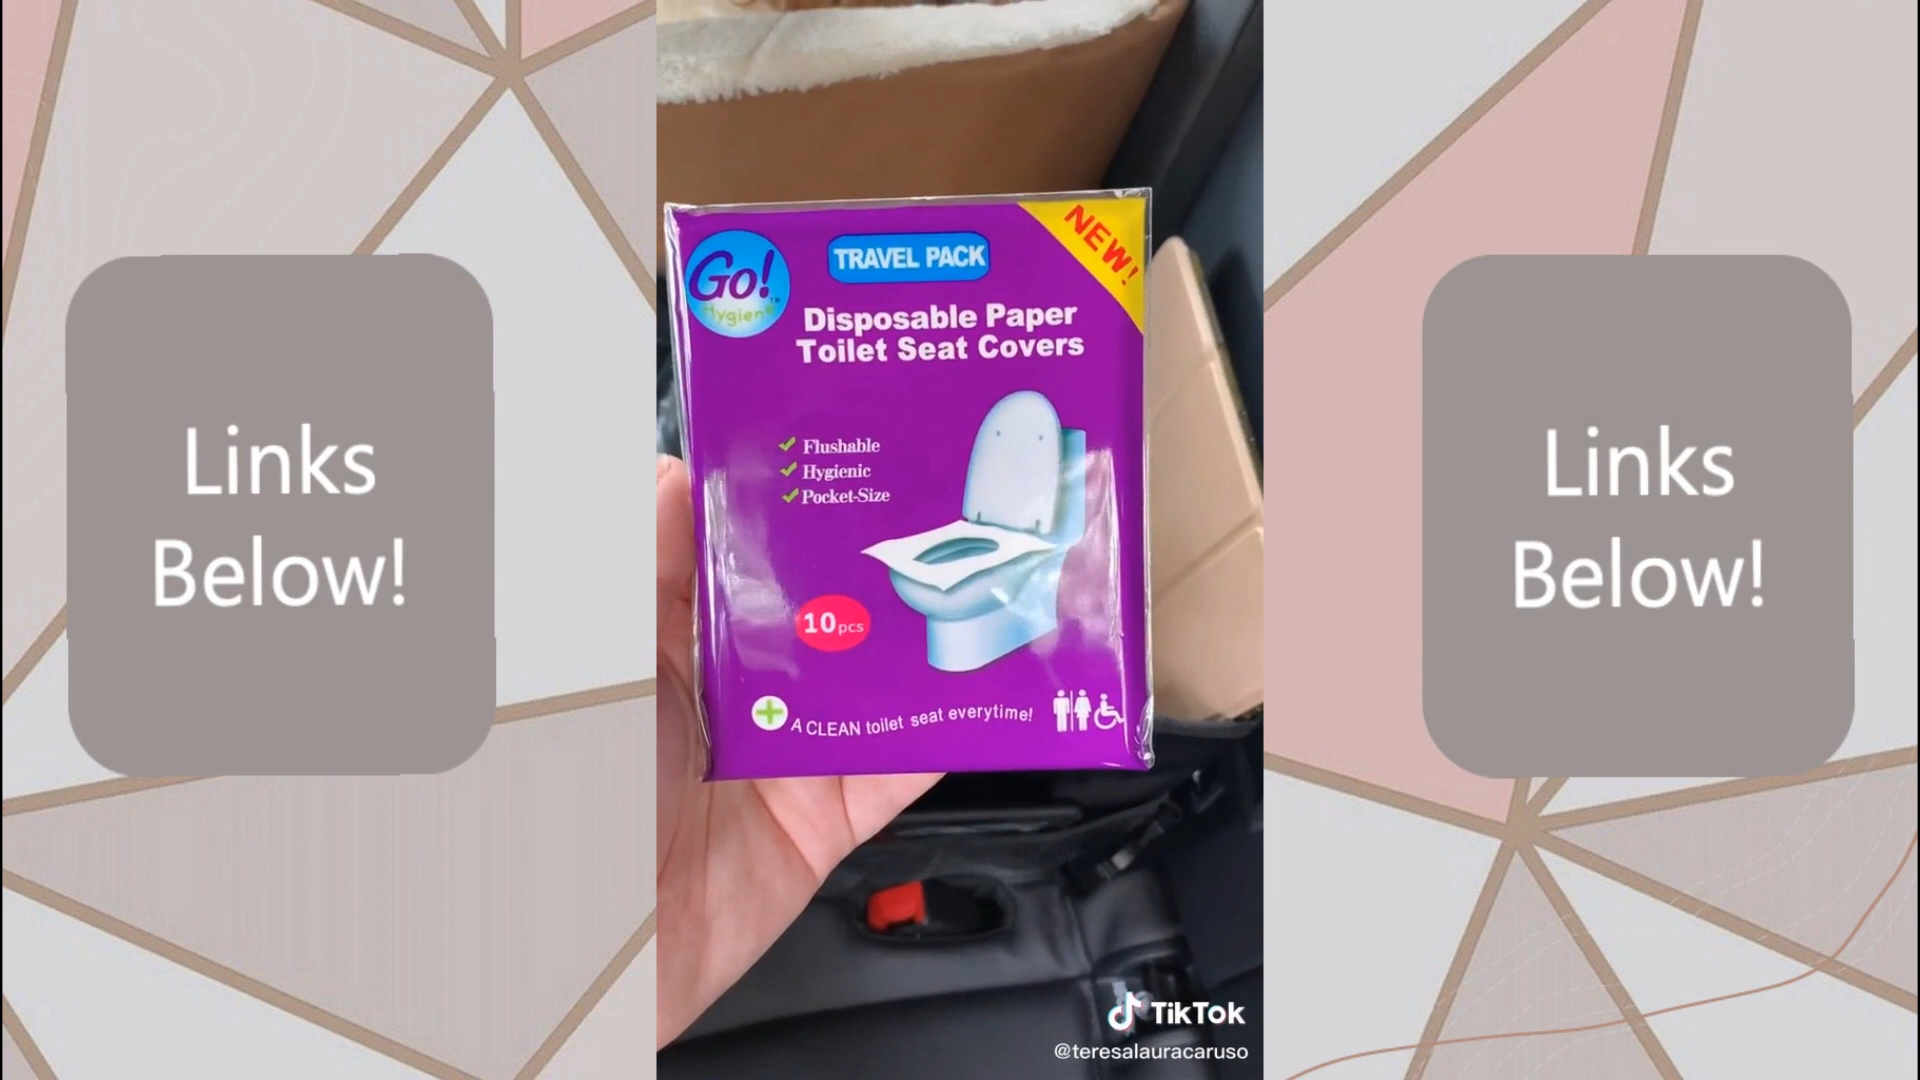 Links
Below!
Go!
Hygiene
TM
TRAVEL PACK
NEW!
Disposable Paper
Toilet Seat Covers
Flushable
Hygienic
Pocket-Size
10pcs
A CLEAN toilet seat everytime!
TikTok
@teresalauracaruso
Links
Below!